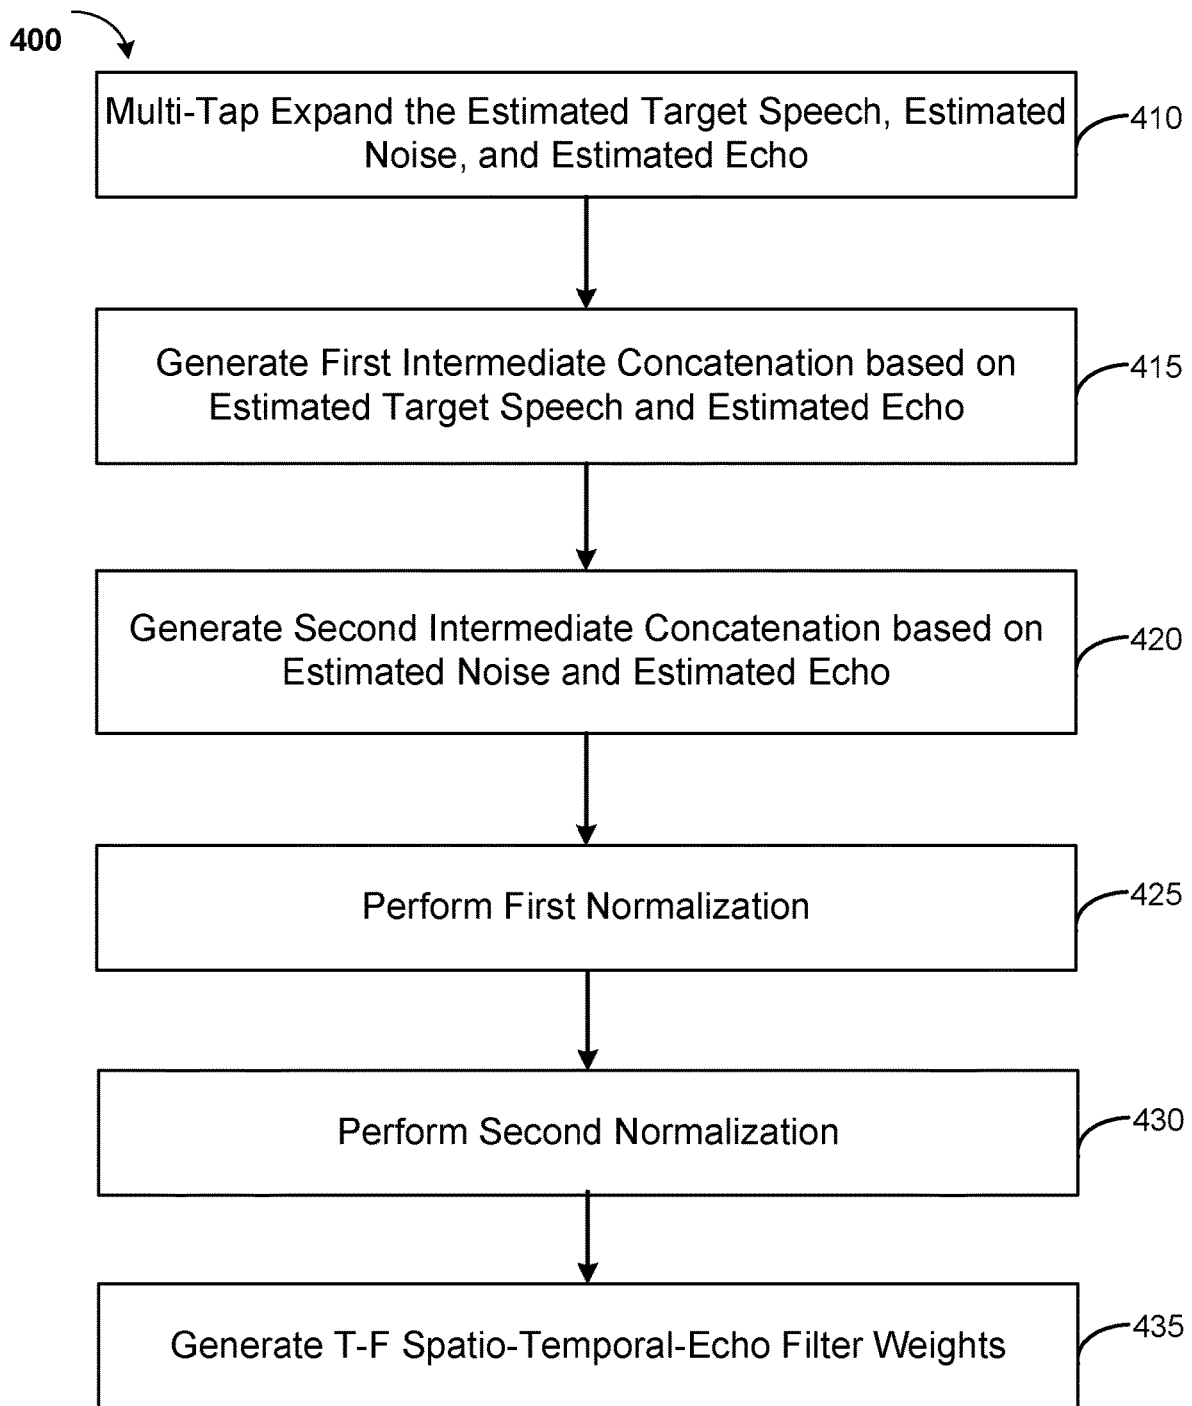 400
Multi-Tap Expand the Estimated Target Speech, Estimated
Noise, and Estimated Echo
410
Generate First Intermediate Concatenation based on
Estimated Target Speech and Estimated Echo
415
Generate Second Intermediate Concatenation based on
Estimated Noise and Estimated Echo
420
Perform First Normalization
425
Perform Second Normalization
430
Generate T-F Spatio-Temporal-Echo Filter Weights
435